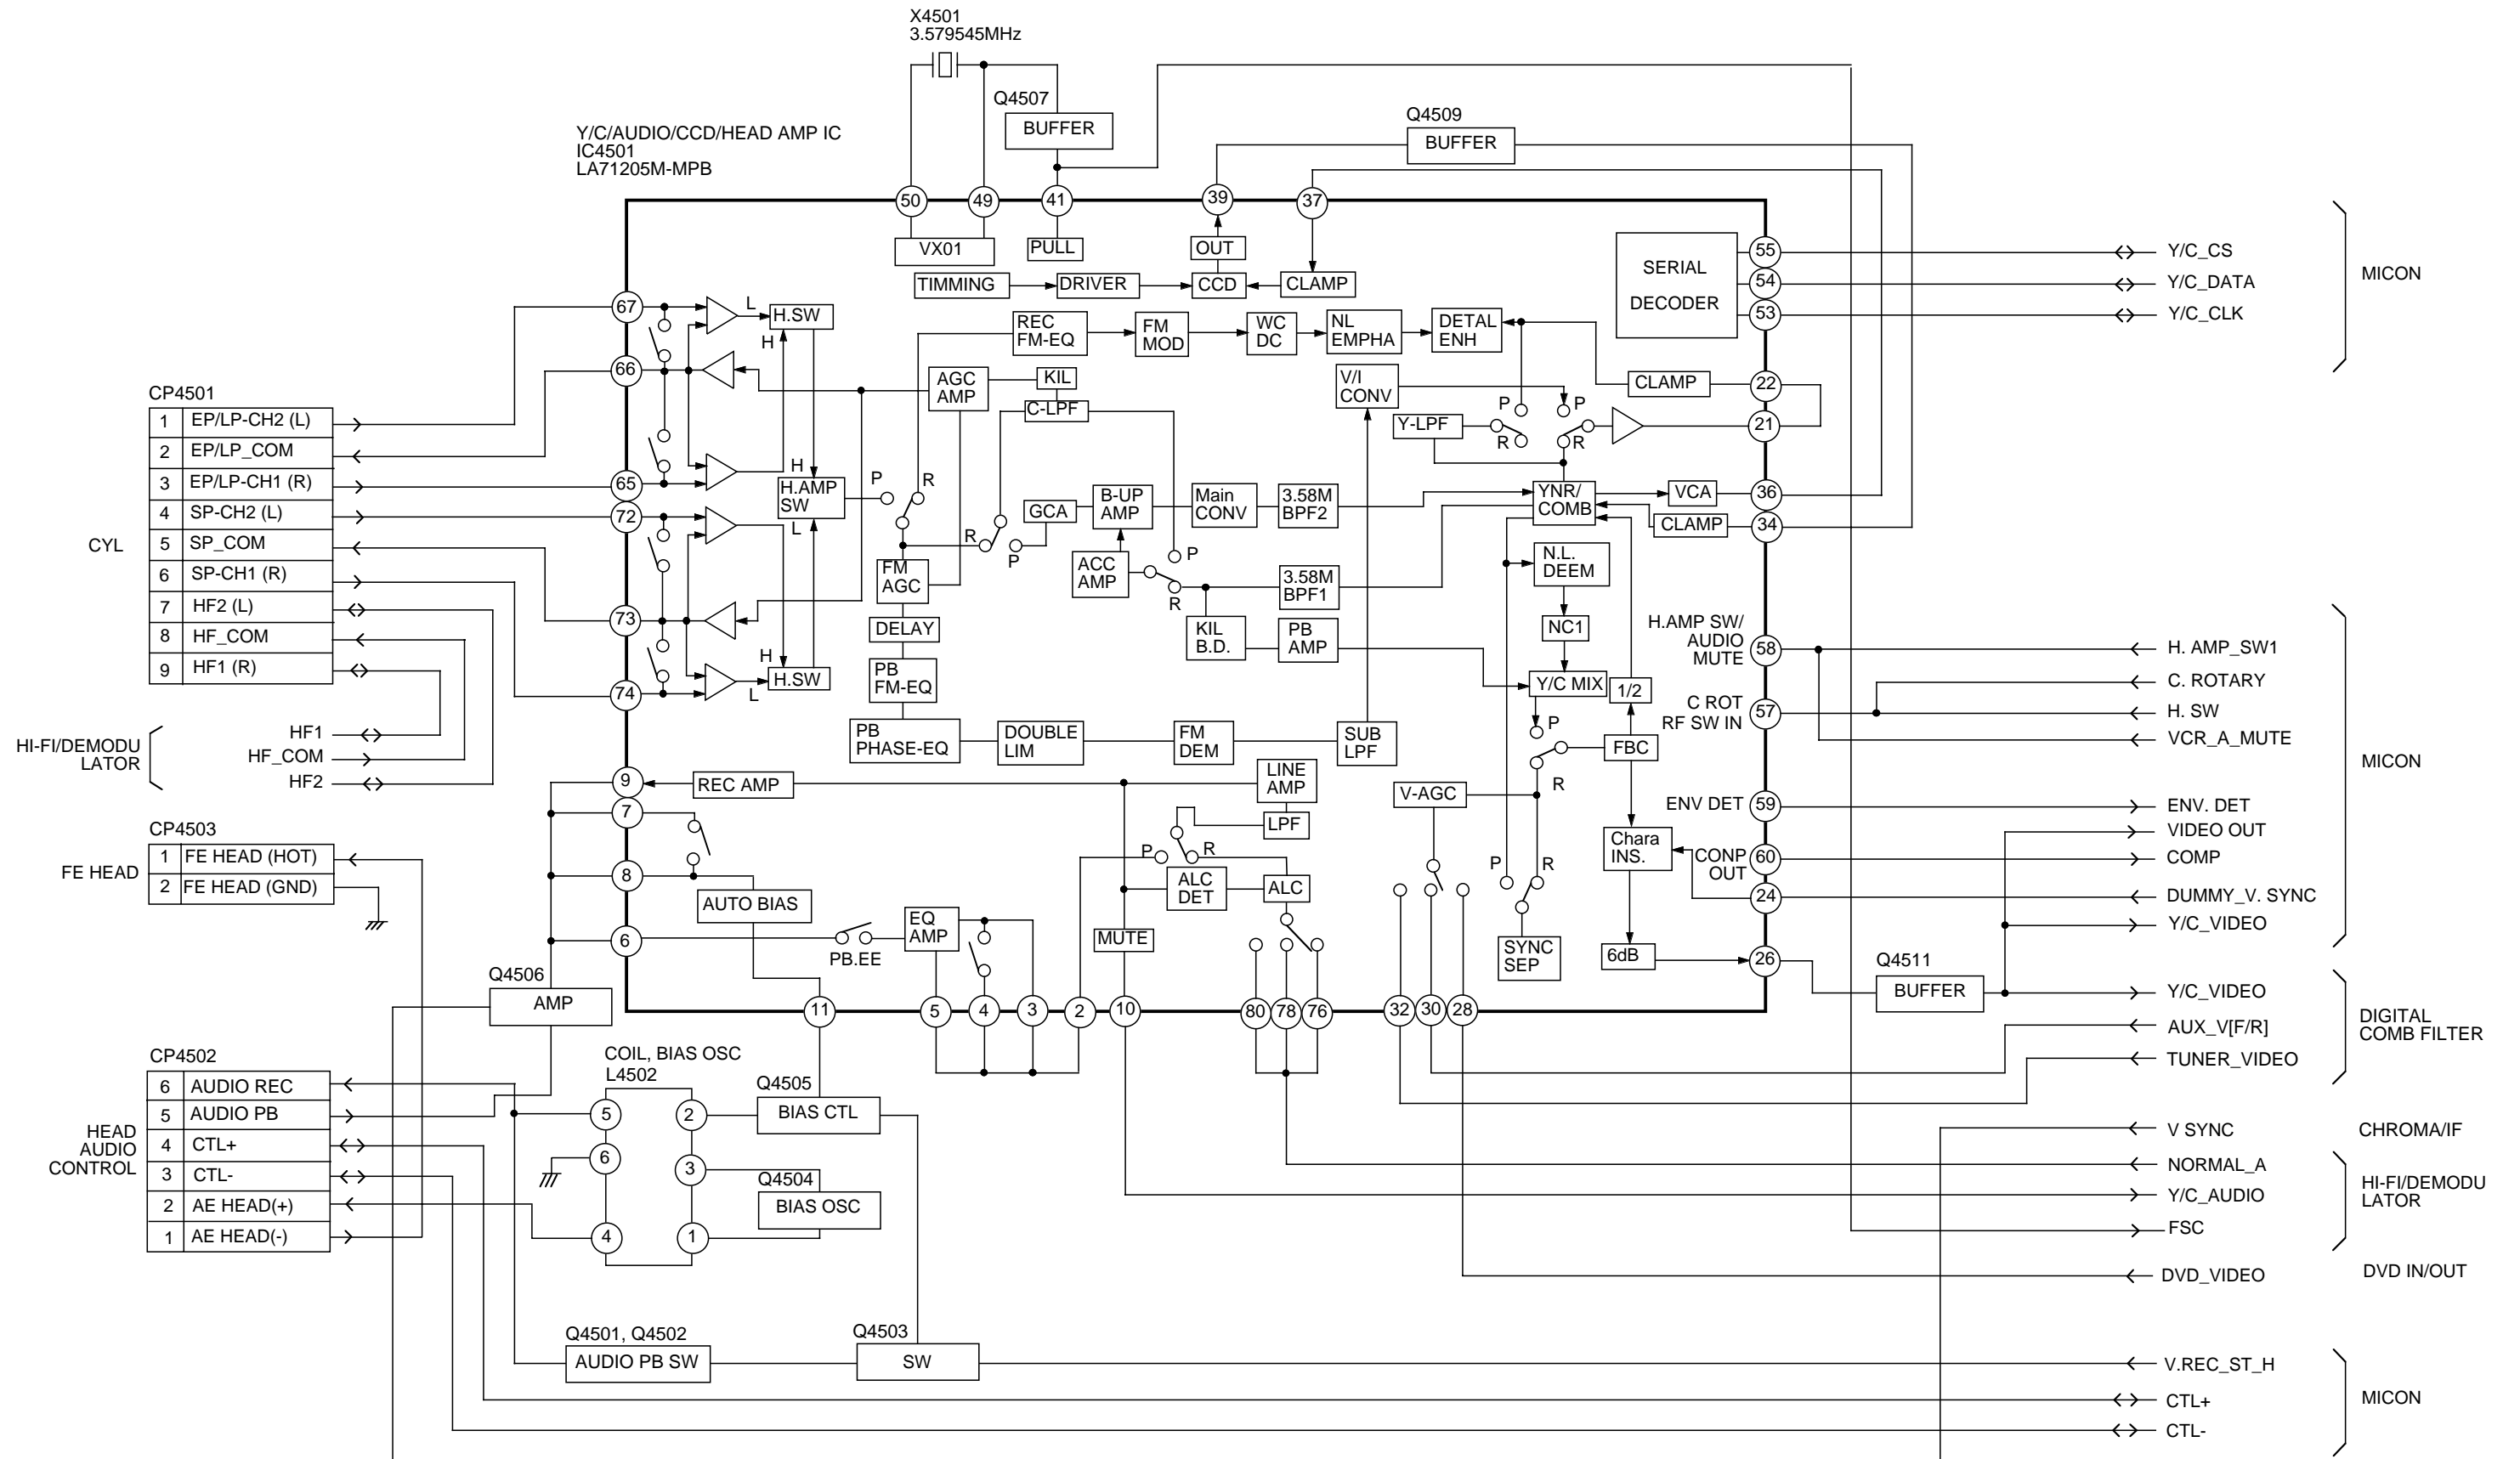 X4501
3.579545MHz
Q4507
BUFFER
Q4509
BUFFER
Y/C/AUDIO/CCD/HEAD AMP IC
IC4501
LA71205M-MPB
50
49
41
39
37
VX01
PULL
OUT
TIMMING
DRIVER
CCD
CLAMP
SERIAL
DECODER
55
54
53
Y/C_CS
Y/C_DATA
Y/C_CLK
MICON
67
L
H.SW
H
66
REC
FM-EQ
FM
MOD
WC
DC
NL
EMPHA
DETAL
ENH
AGC
AMP
KIL
C-LPF
V/I
CONV
CLAMP
22
P
P
Y-LPF
R
R
21
CP4501
1 EP/LP-CH2 (L)
2 EP/LP_COM
3 EP/LP-CH1 (R)
4 SP-CH2 (L)
5 SP_COM
6 SP-CH1 (R)
7 HF2 (L)
8 HF_COM
9 HF1 (R)
CYL
65
72
H
H.AMP
SW
L
P
R
GCA
B-UP
AMP
Main
CONV
3.58M
BPF2
YNR/
COMB
VCA
36
CLAMP
34
R
P
FM
AGC
ACC
AMP
P
R
3.58M
BPF1
N.L.
DEEM
73
DELAY
KIL
B.D.
PB
AMP
NC1
H.AMP SW/
AUDIO
MUTE
58
H. AMP_SW1
H
H.SW
L
74
PB
FM-EQ
Y/C MIX
1/2
C. ROTARY
C ROT
RF SW IN
57
H. SW
VCR_A_MUTE
MICON
PB
PHASE-EQ
DOUBLE
LIM
FM
DEM
SUB
LPF
P
R
FBC
HI-FI/DEMODU
LATOR
HF1
HF_COM
HF2
9
REC AMP
LINE
AMP
LPF
V-AGC
7
ENV DET
59
ENV. DET
VIDEO OUT
CP4503
1 FE HEAD (HOT)
2 FE HEAD (GND)
FE HEAD
8
AUTO BIAS
P
R
ALC
DET
ALC
P
R
Chara
INS.
CONP
OUT
60
COMP
24
DUMMY_V. SYNC
Y/C_VIDEO
6
PB.EE
EQ
AMP
MUTE
SYNC
SEP
6dB
26
Q4511
BUFFER
Y/C_VIDEO
AUX_V[F/R]
TUNER_VIDEO
DIGITAL
COMB FILTER
Q4506
AMP
11
5
4
3
2
10
80
78
76
32
30
28
CP4502
6 AUDIO REC
5 AUDIO PB
4 CTL+
3 CTL-
2 AE HEAD(+)
1 AE HEAD(-)
HEAD
AUDIO
CONTROL
COIL, BIAS OSC
L4502
5
2
6
3
4
1
Q4505
BIAS CTL
Q4504
BIAS OSC
V SYNC
CHROMA/IF
NORMAL_A
Y/C_AUDIO
FSC
HI-FI/DEMODU
LATOR
DVD_VIDEO
DVD IN/OUT
Q4501, Q4502
AUDIO PB SW
Q4503
SW
V.REC_ST_H
CTL+
CTL-
MICON